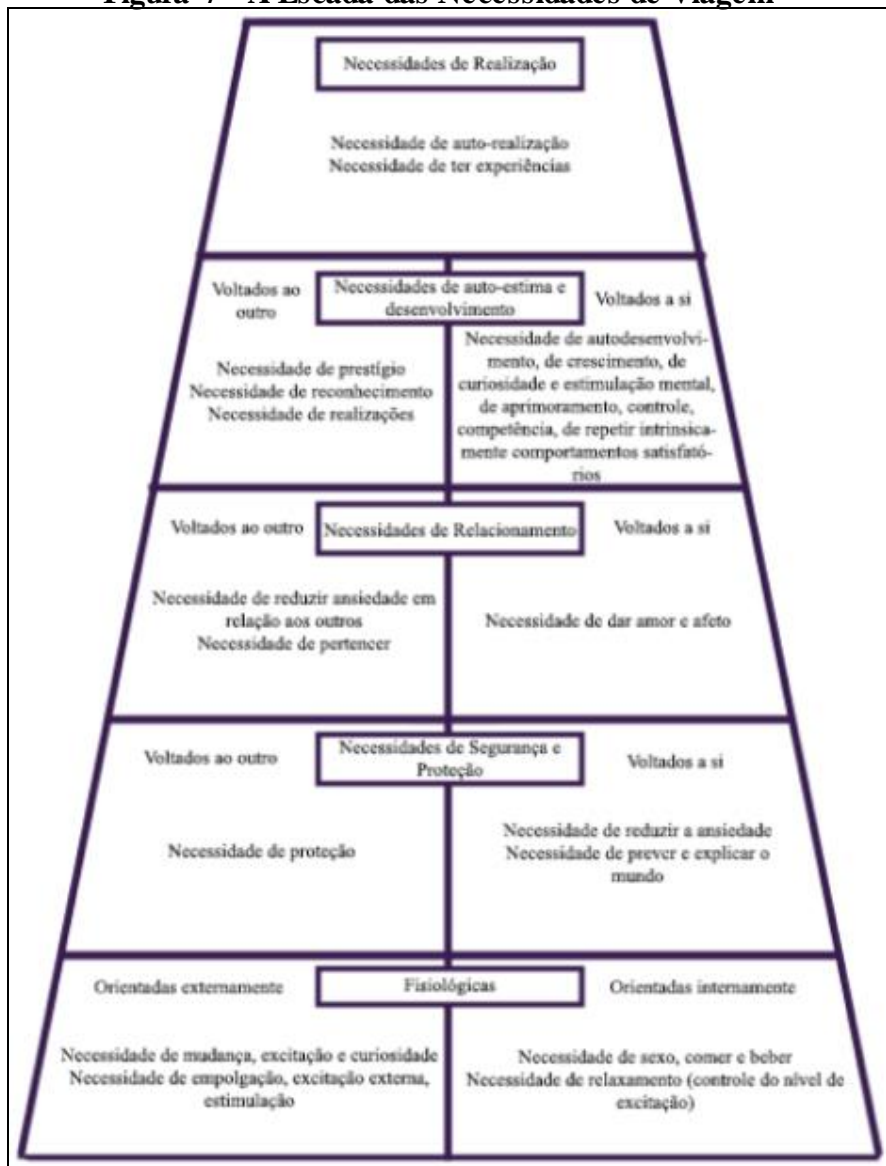 Necessidades de Realização
Necessidade de auto-realização
Necessidade de ter experiências
Voltados ao
outro
Necessidades de auto-estima e
desenvolvimento
Voltados a si
Necessidade de prestígio
Necessidade de reconhecimento
Necessidade de realizações
Necessidade de autodesenvolvi-
mento, de crescimento, de
curiosidade e estimulação mental,
de aprimoramento, controle,
competência, de repetir intrinsica-
mente comportamentos satisfató-
rios
Voltados ao outro
Necessidades de Relacionamento
Voltados a si
Necessidade de reduzir ansiedade em
relação aos outros
Necessidade de pertencer
Necessidade de dar amor e afeto
Voltados ao outro
Necessidades de Segurança e
Proteção
Voltados a si
Necessidade de proteção
Necessidade de reduzir a ansiedade
Necessidade de prever e explicar o
mundo
Orientadas externamente
Fisiológicas
Orientadas internamente
Necessidade de mudança, excitação e curiosidade
Necessidade de empolgação, excitação externa,
estimulação
Necessidade de sexo, comer e beber
Necessidade de relaxamento (controle do nível de
excitação)